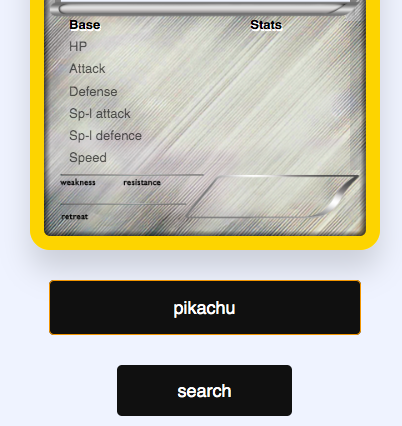 Base Stats
HP
Attack
Defense
Sp-l attack
Sp-l defence
Speed
weakness resistance
retreat
pikachu
search